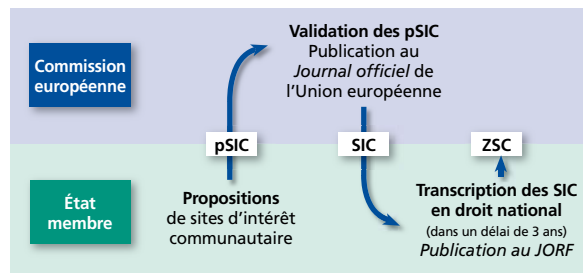 Commission
européenne
Validation des pSIC
Publication au
Journal officiel de
l’Union européenne
pSIC
SIC
ZSC
État
membre
Propositions
de sites d’intérêt
communautaire
Transcription des SIC
en droit national
(dans un délai de 3 ans)
Publication au JORF